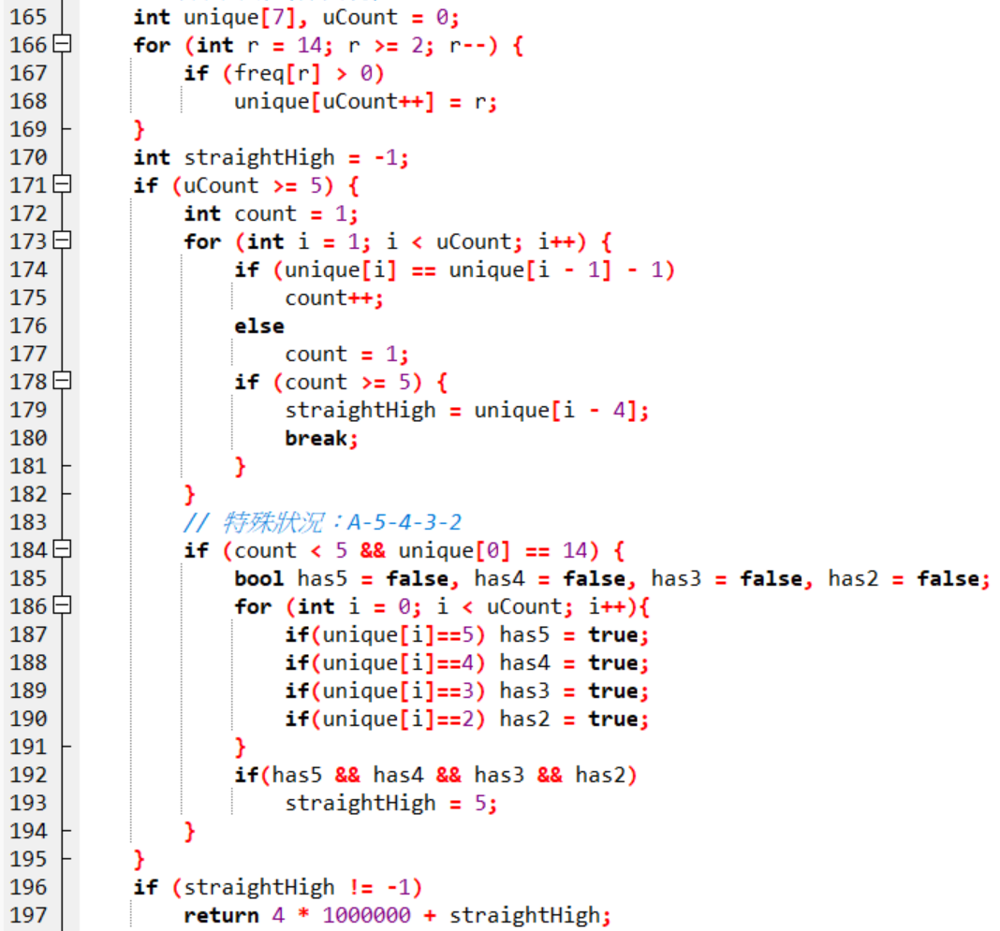 165 int unique[7], uCount = 0;
166 for (int r = 14; r >= 2; r--) {
167 if (freq[r] > 0)
168 unique[uCount++] = r;
169 }
170 int straightHigh = -1;
171 if (uCount >= 5) {
172 int count = 1;
173 for (int i = 1; i < uCount; i++) {
174 if (unique[i] == unique[i - 1] - 1)
175 count++;
176 else
177 count = 1;
178 if (count >= 5) {
179 straightHigh = unique[i - 4];
180 break;
181 }
182 }
183 // 特殊狀況：A-5-4-3-2
184 if (count < 5 && unique[0] == 14) {
185 bool has5 = false, has4 = false, has3 = false, has2 = false;
186 for (int i = 0; i < uCount; i++){
187 if(unique[i]==5) has5 = true;
188 if(unique[i]==4) has4 = true;
189 if(unique[i]==3) has3 = true;
190 if(unique[i]==2) has2 = true;
191 }
192 if(has5 && has4 && has3 && has2)
193 straightHigh = 5;
194 }
195 }
196 if (straightHigh != -1)
197 return 4 * 1000000 + straightHigh;